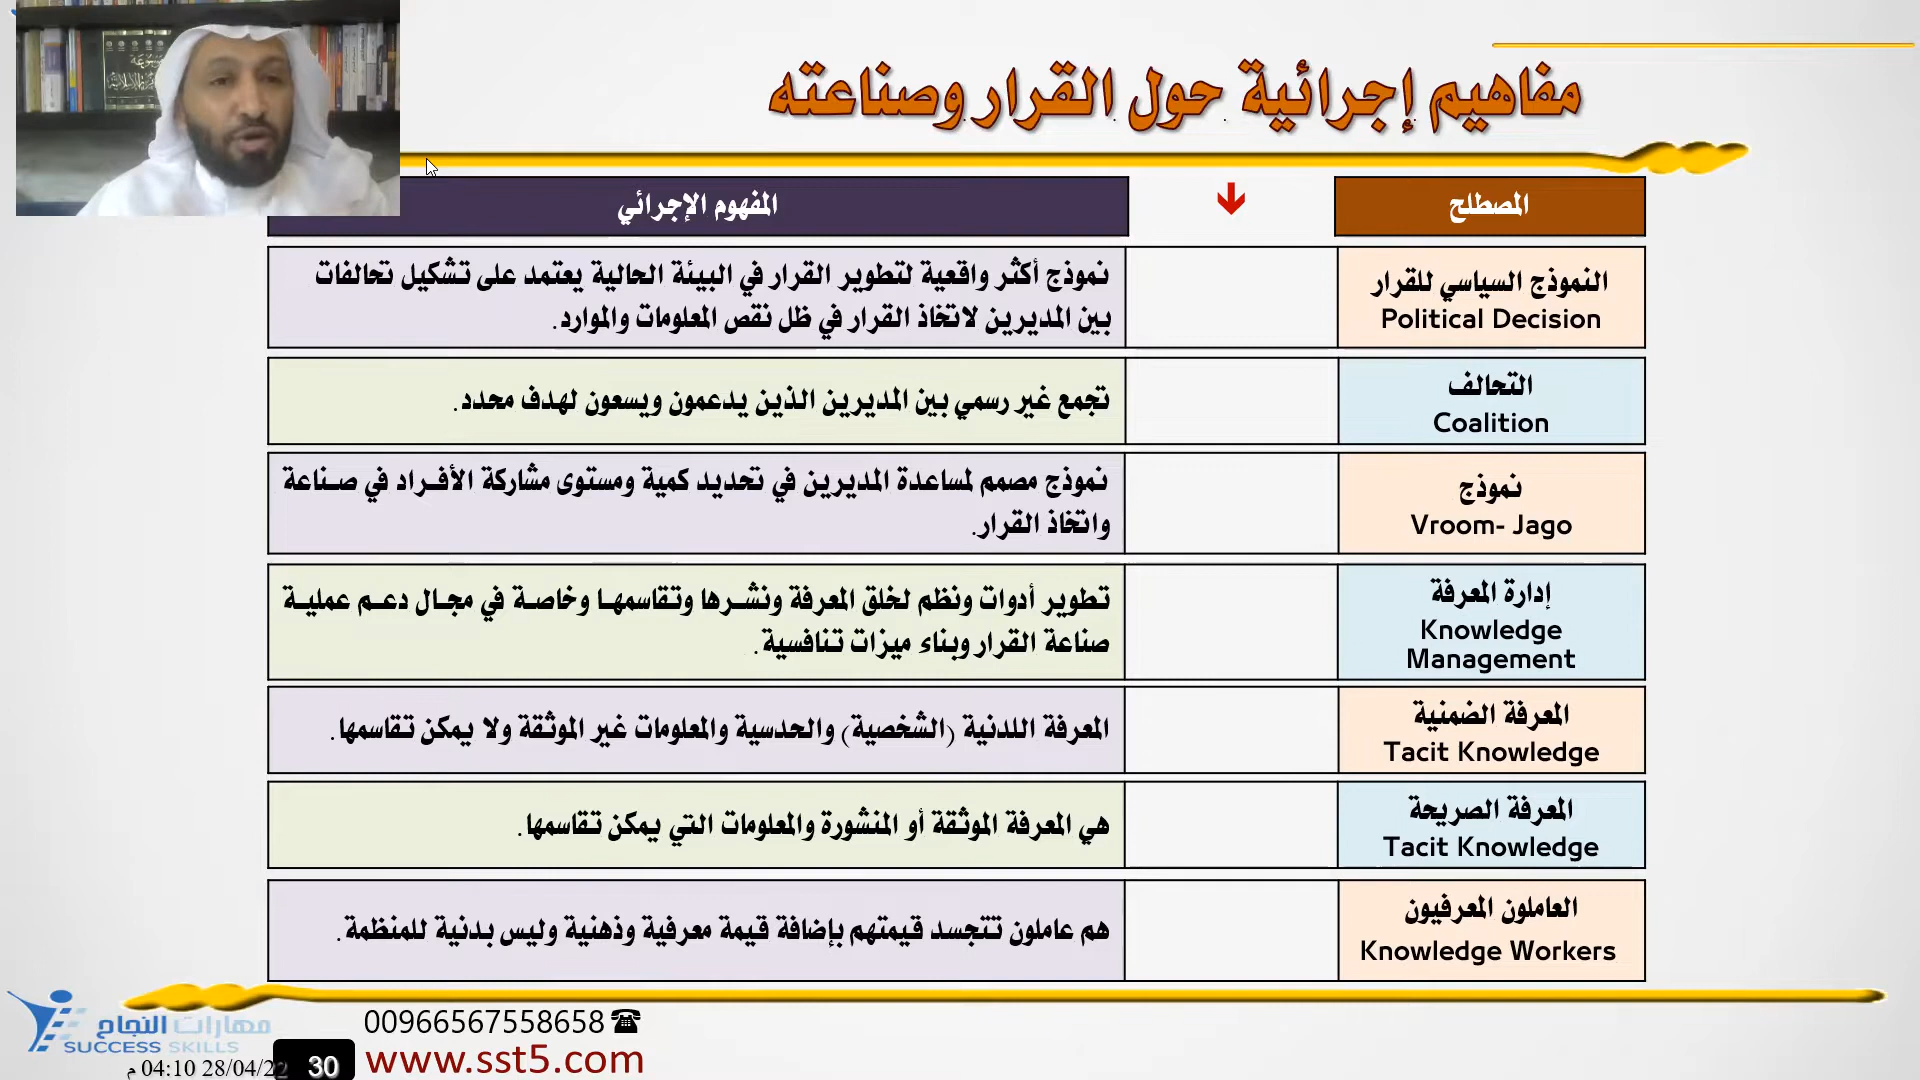 مفاهيم إجرائية حول القرار وصناعته
المصطلح
المفهوم الإجرائي
النموذج السياسي للقرار
Political Decision
نموذج أكثر واقعية لتطوير القرار في البيئة الحالية يعتمد على تشكيل تحالفات
بين المديرين لاتخاذ القرار في ظل نقص المعلومات والموارد.
التحالف
Coalition
تجمع غير رسمي بين المديرين الذين يدعمون ويسعون لهدف محدد.
نموذج
Vroom- Jago
نموذج مصمم لمساعدة المديرين في تحديد كمية ومستوى مشاركة الأفراد في صناعة
واتخاذ القرار.
إدارة المعرفة
Knowledge
Management
تطوير أدوات ونظم لخلق المعرفة ونشرها وتقاسمها وخاصة في مجال دعم عملية
صناعة القرار وبناء ميزات تنافسية.
المعرفة الضمنية
Tacit Knowledge
المعرفة اللدنية (الشخصية) والحدسية والمعلومات غير الموثقة ولا يمكن تقاسمها.
المعرفة الصريحة
Tacit Knowledge
هي المعرفة الموثقة أو المنشورة والمعلومات التي يمكن تقاسمها.
العاملون المعرفيون
Knowledge Workers
هم عاملون تتجسد قيمتهم بإضافة قيمة معرفية وذهنية وليس بدنية للمنظمة.
مهارات النجاح
SUCCESS SKILLS
00966567558658
www.sst5.com
28/04/22 04:10 م
30